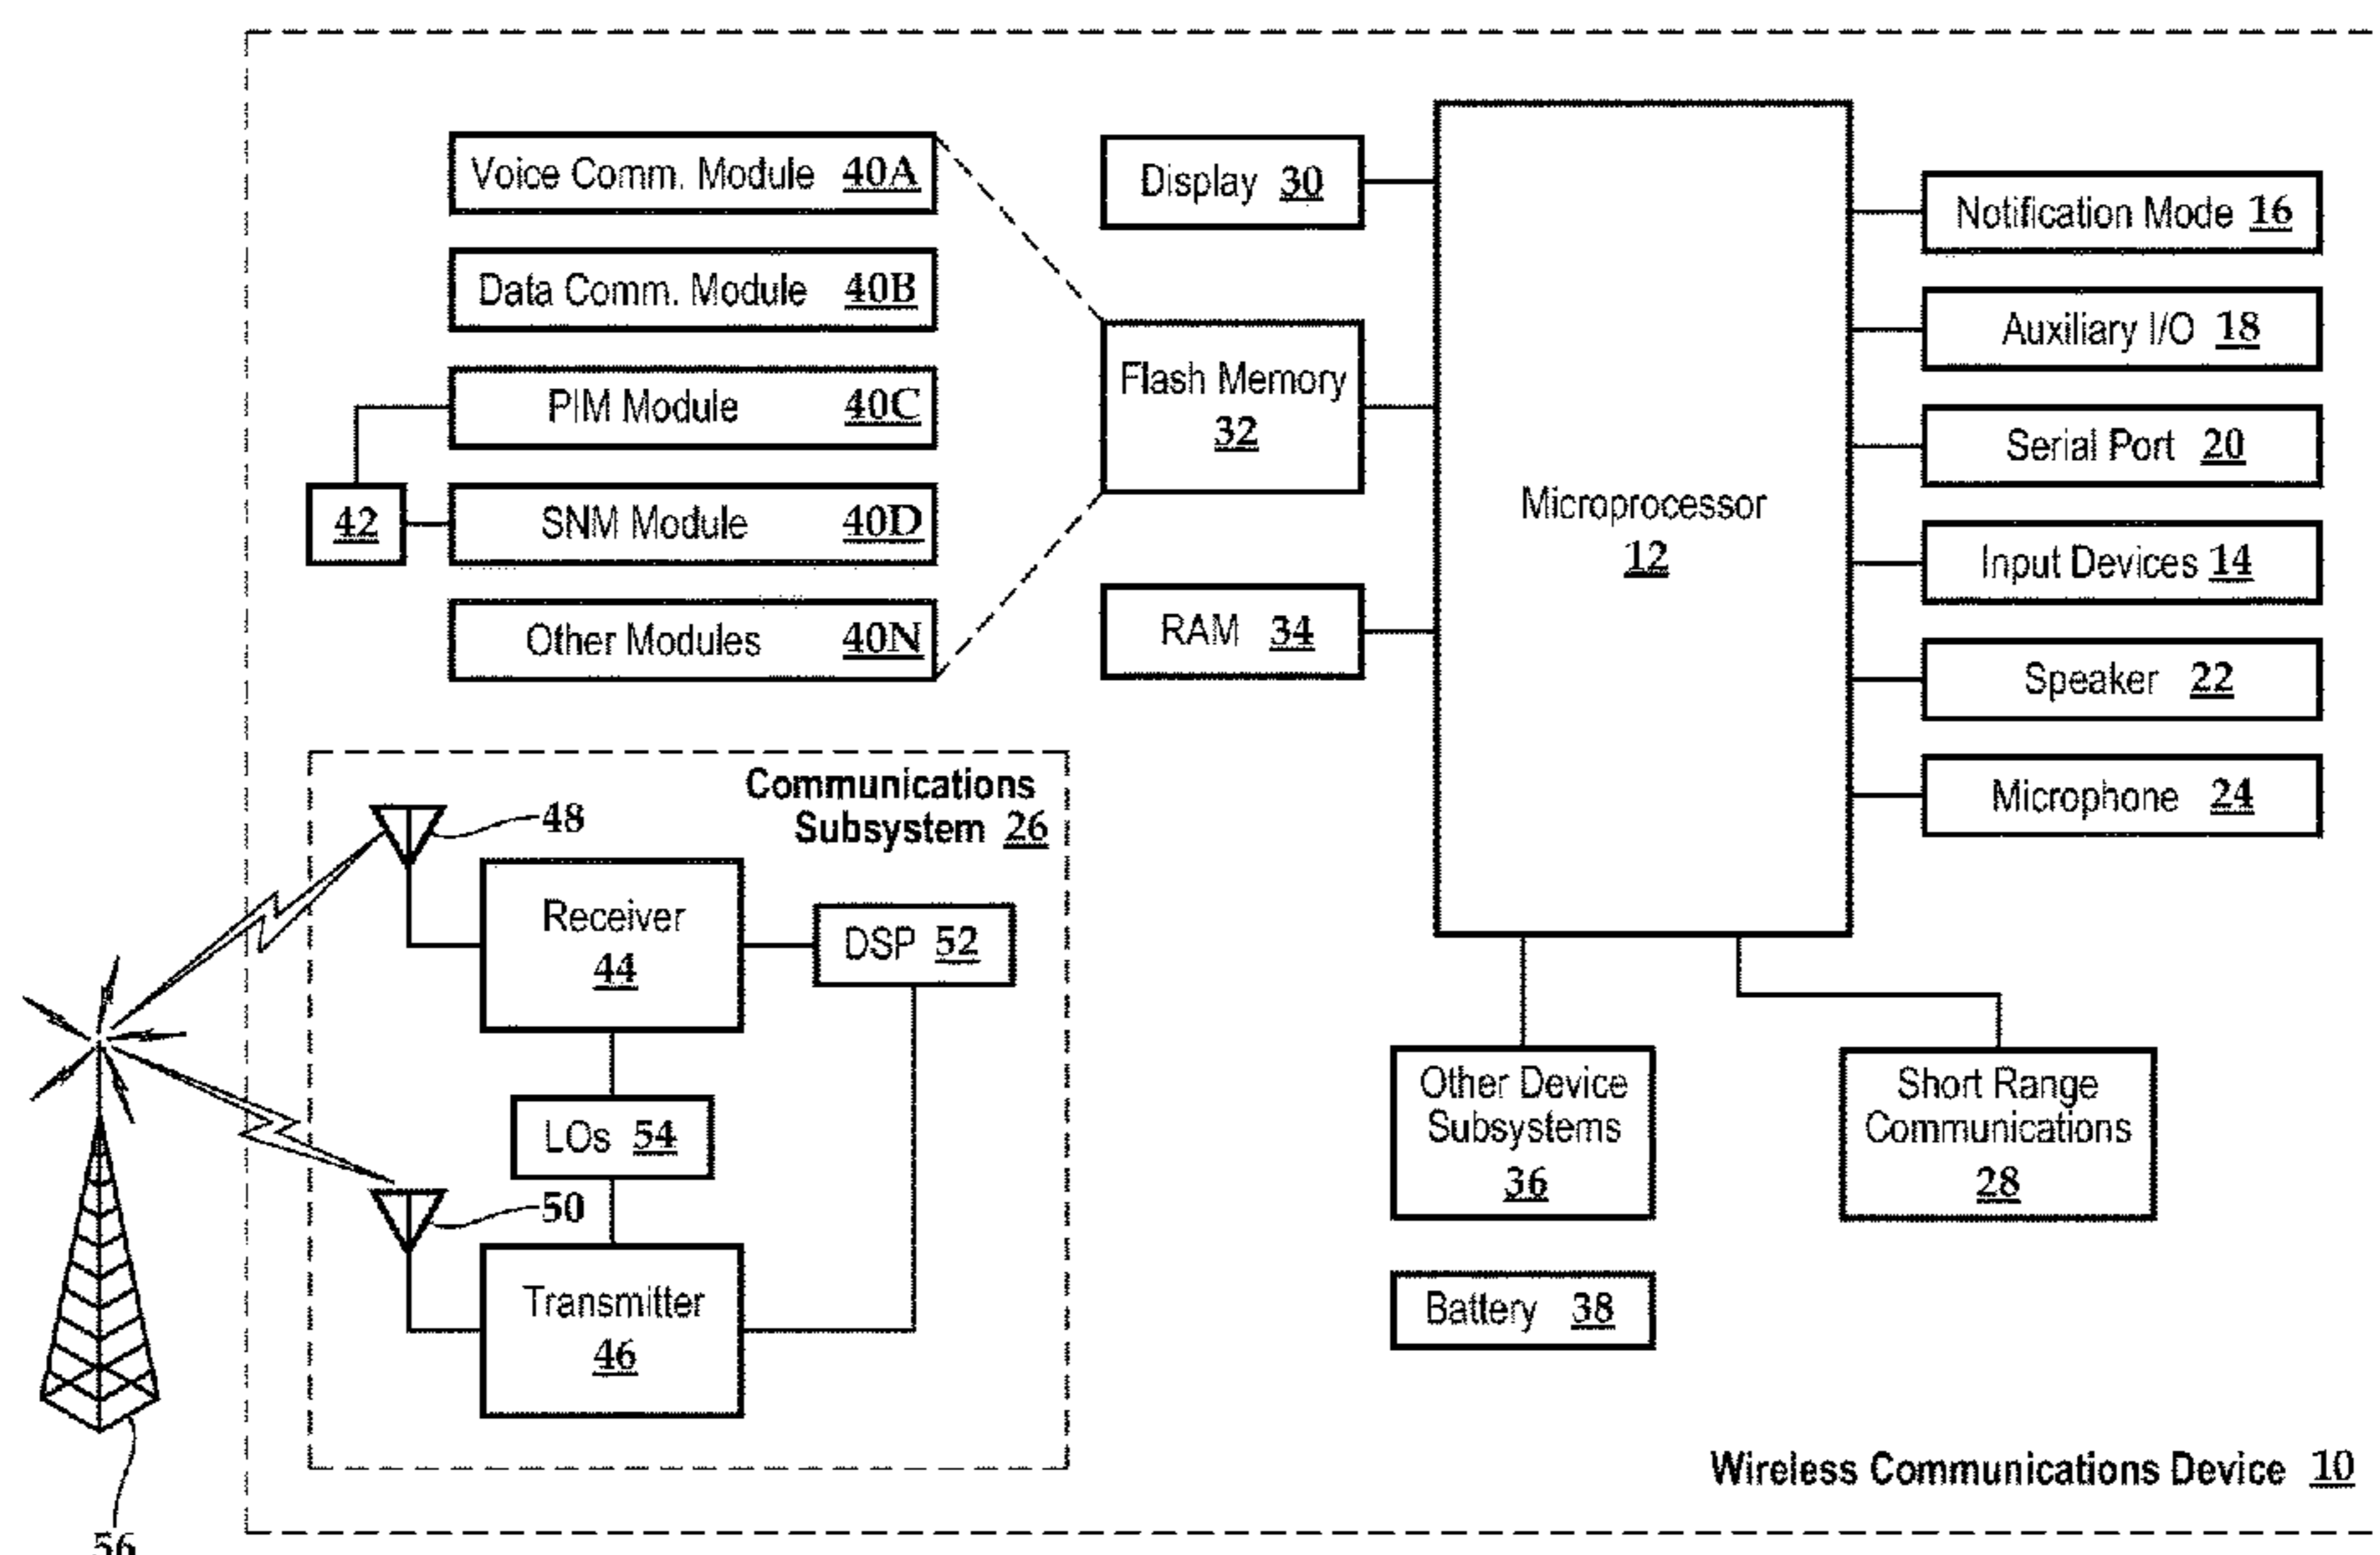 Voice Comm. Module 40A
Data Comm. Module 40B
PIM Module 40C
42
SNM Module 40D
Other Modules 40N
Display 30
Flash Memory
32
RAM 34
Microprocessor
12
Notification Mode 16
Auxiliary I/O 18
Serial Port 20
Input Devices 14
Speaker 22
Microphone 24
Communications
Subsystem 26
48
Receiver
44
DSP 52
LOs 54
50
Transmitter
46
56
Other Device
Subsystems
36
Short Range
Communications
28
Battery 38
Wireless Communications Device 10